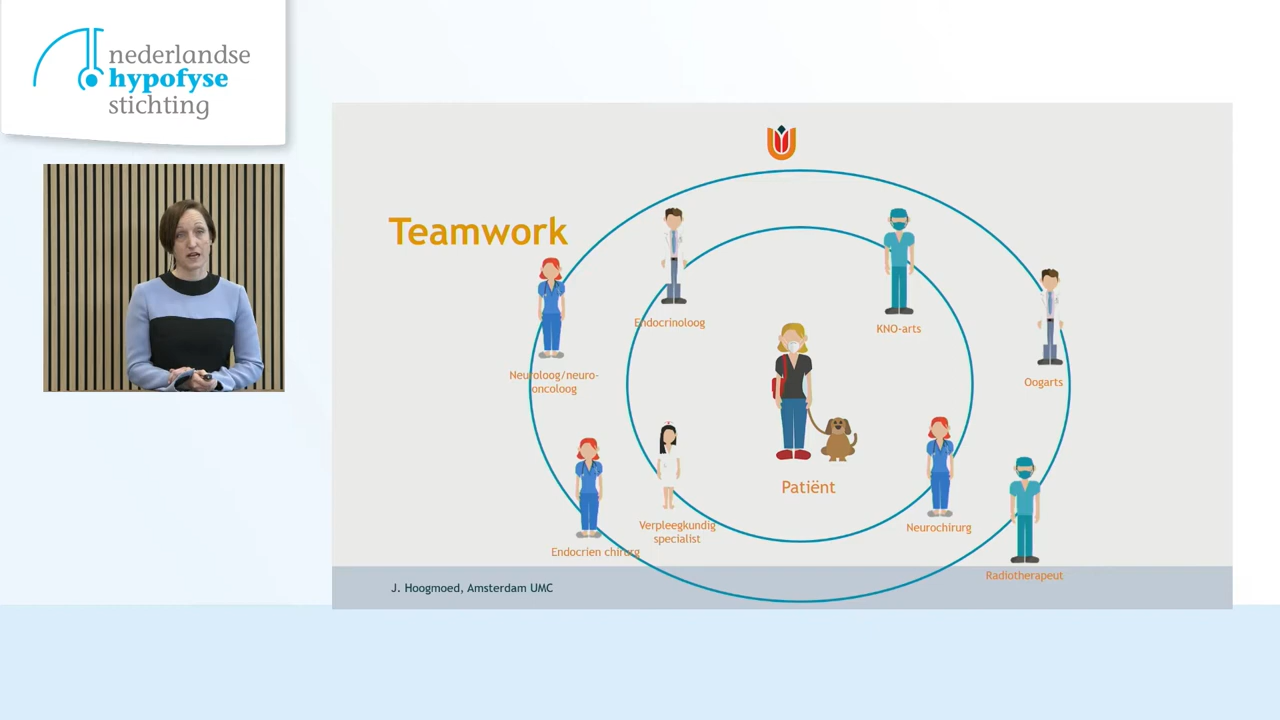 nederlandse
hypofyse
stichting
Teamwork
Endocrinoloog
KNO-arts
Neuroloog/neuro-
oncoloog
Oogarts
Patiënt
Verpleegkundig
specialist
Neurochirurg
Endocrien chirurg
Radiotherapeut
J. Hoogmoed, Amsterdam UMC